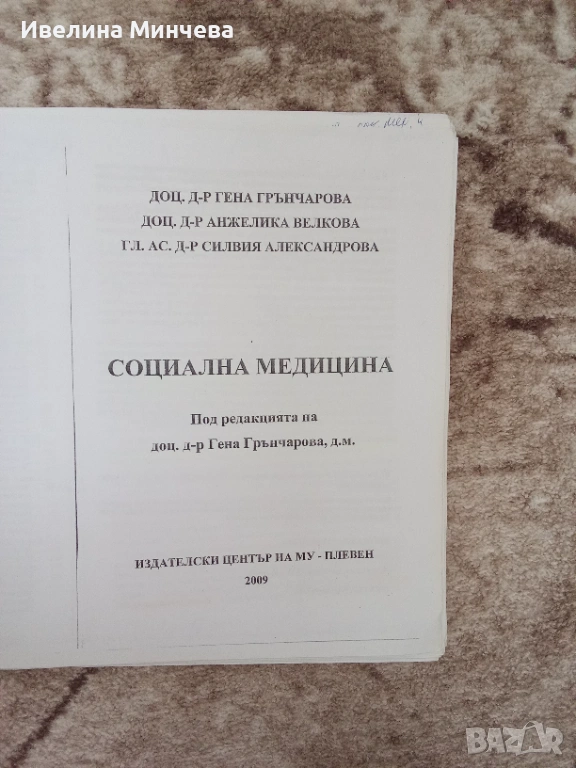 Ивелина Минчева
ДОЦ. Д-Р ГЕНА ГРЪНЧАРОВА
ДОЦ. Д-Р АНЖЕЛИКА ВЕЛКОВА
ГЛ. АС. Д-Р СИЛВИЯ АЛЕКСАНДРОВА
СОЦИАЛНА МЕДИЦИНА
Под редакцията на
доц. д-р Гена Грънчарова, д.м.
ИЗДАТЕЛСКИ ЦЕНТЪР НА МУ - ПЛЕВЕН
2009
BAZAR